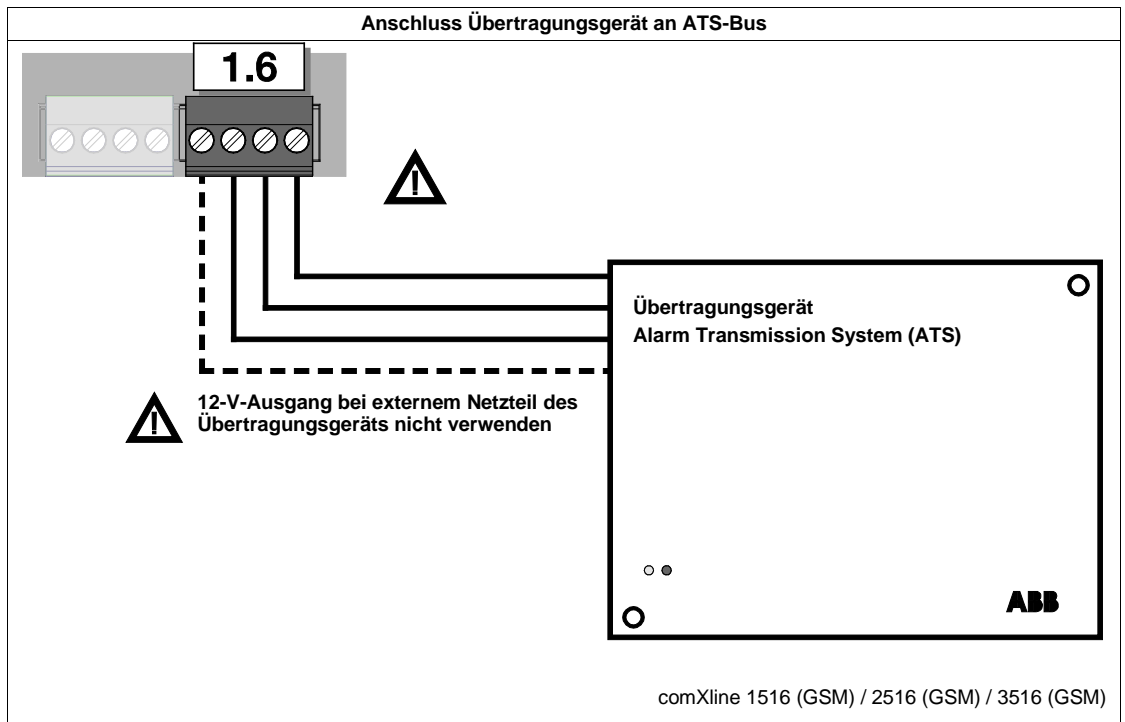 Anschluss Übertragungsgerät an ATS-Bus
1.6
!
Übertragungsgerät
Alarm Transmission System (ATS)
!
12-V-Ausgang bei externem Netzteil des
Übertragungsgeräts nicht verwenden
ABB
comXline 1516 (GSM) / 2516 (GSM) / 3516 (GSM)